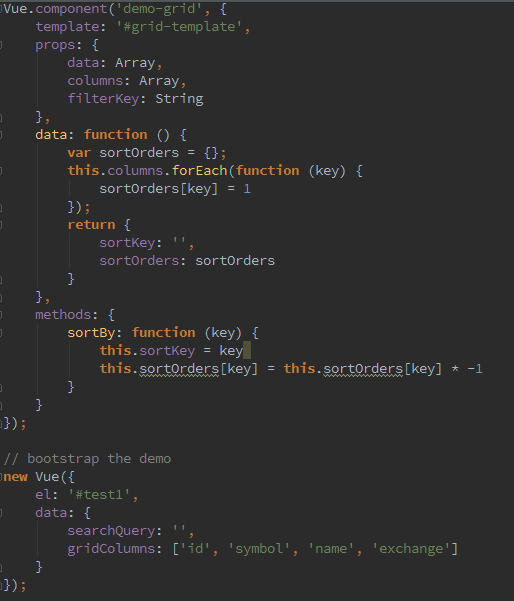 Vue.component('demo-grid', {
    template: '#grid-template',
    props: {
        data: Array,
        columns: Array,
        filterKey: String
    },
    data: function () {
        var sortOrders = {};
        this.columns.forEach(function (key) {
            sortOrders[key] = 1
        });
        return {
            sortKey: '',
            sortOrders: sortOrders
        }
    },
    methods: {
        sortBy: function (key) {
            this.sortKey = key
            this.sortOrders[key] = this.sortOrders[key] * -1
        }
    }
});

// bootstrap the demo
new Vue({
    el: '#test1',
    data: {
        searchQuery: '',
        gridColumns: ['id', 'symbol', 'name', 'exchange']
    }
});